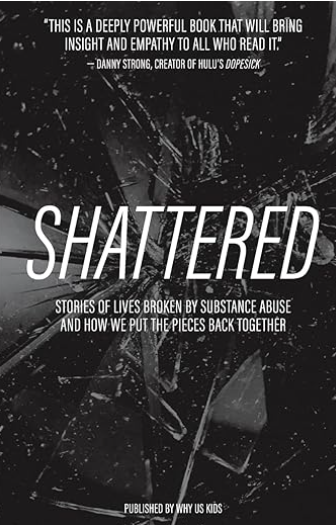 "THIS IS A DEEPLY POWERFUL BOOK THAT WILL BRING
INSIGHT AND EMPATHY TO ALL WHO READ IT."
– DANNY STRONG, CREATOR OF HULU'S DOPESICK
SHATTERED
STORIES OF LIVES BROKEN BY SUBSTANCE ABUSE
AND HOW WE PUT THE PIECES BACK TOGETHER
PUBLISHED BY WHY US KIDS